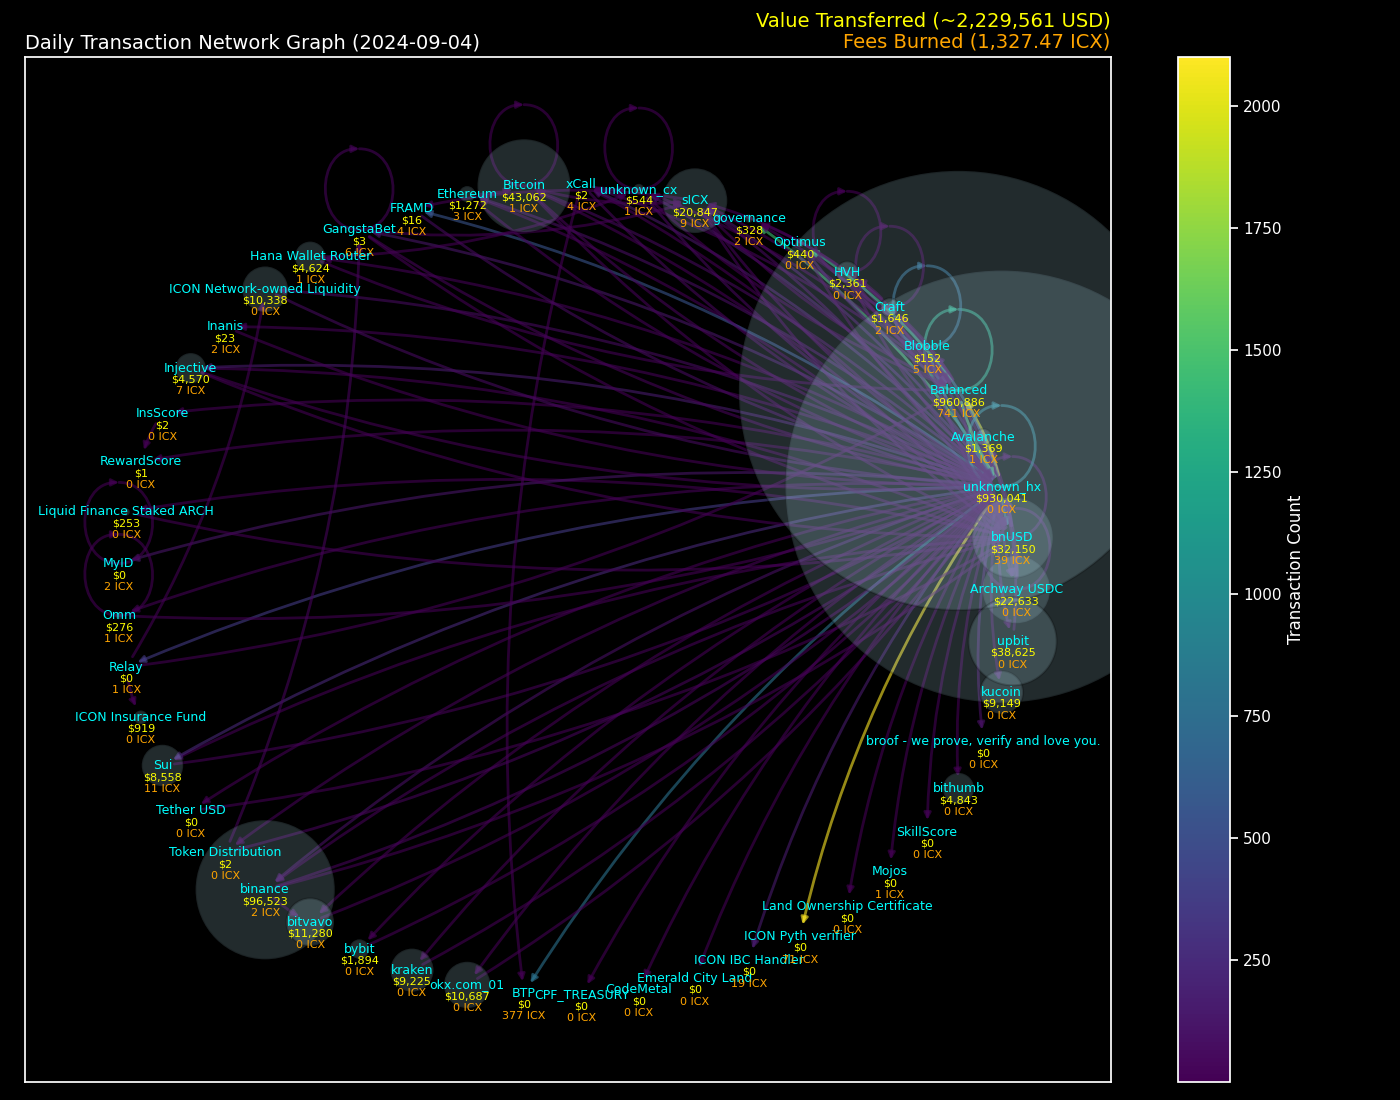 Value Transferred (~2,229,561 USD)
Daily Transaction Network Graph (2024-09-04)
Fees Burned (1,327.47 ICX)
Bitcoin
$43,062
1 ICX
xCall
$2
4 ICX
unknown_cx
$544
1 ICX
sICX
$20,847
9 ICX
governance
$328
2 ICX
Optimus
$440
0 ICX
HVH
$2,361
0 ICX
Craft
$1,646
2 ICX
Blobble
$152
5 ICX
Balanced
$960,886
741 ICX
Avalanche
$1,369
1 ICX
unknown_hx
$930,041
0 ICX
bnUSD
$32,150
39 ICX
Archway USDC
$22,633
0 ICX
upbit
$38,625
0 ICX
kucoin
$9,149
0 ICX
broof - we prove, verify and love you.
$0
0 ICX
bithumb
$4,843
0 ICX
SkillScore
$0
0 ICX
Mojos
$0
1 ICX
Land Ownership Certificate
$0
0 ICX
ICON Pyth verifier
$0
ICX
ICON IBC Handler
$0
19 ICX
Emerald City Land
$0
0 ICX
CodeMetal
$0
0 ICX
CPF_TREASURY
$0
0 ICX
BTP
$0
377 ICX
okx.com_01
$10,687
0 ICX
kraken
$9,225
0 ICX
bybit
$1,894
0 ICX
bitvavo
$11,280
0 ICX
binance
$96,523
2 ICX
Token Distribution
$2
0 ICX
Tether USD
$0
0 ICX
Sui
$8,558
11 ICX
ICON Insurance Fund
$919
0 ICX
Relay
$0
1 ICX
Omm
$276
1 ICX
MyID
$0
2 ICX
Liquid Finance Staked ARCH
$253
0 ICX
RewardScore
$1
0 ICX
InsScore
$2
0 ICX
Injective
$4,570
7 ICX
Inanis
$23
2 ICX
ICON Network-owned Liquidity
$10,338
0 ICX
Hana Wallet Router
$4,624
1 ICX
GangstaBet
$3
6 ICX
FRAMD
$16
4 ICX
Ethereum
$1,272
3 ICX
2000
1750
1500
1250
1000
750
500
250
Transaction Count